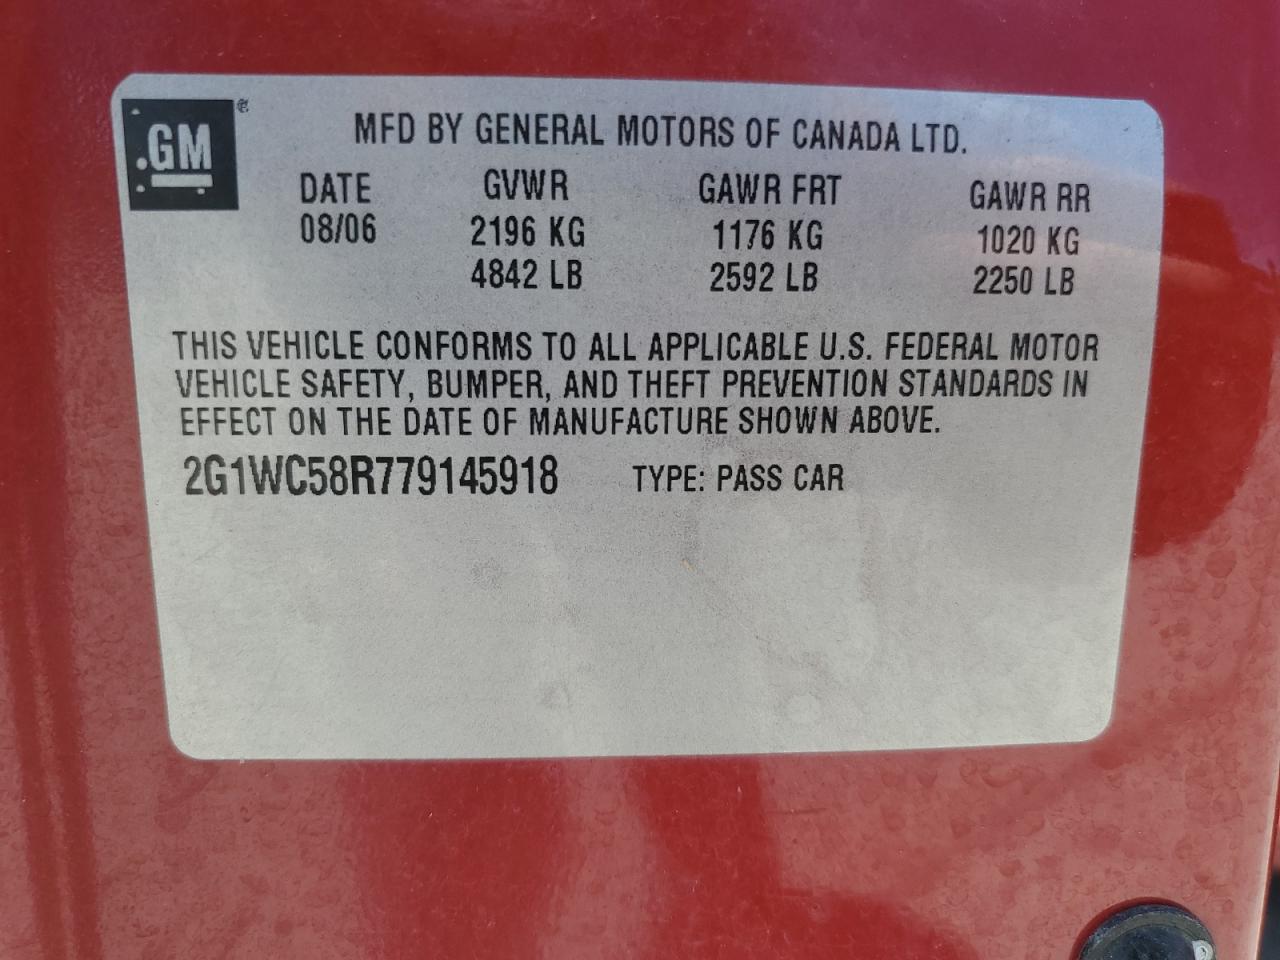 GM
MFD BY GENERAL MOTORS OF CANADA LTD.
DATE GVWR GAWR FRT GAWR RR
08/06 2196 KG 1176 KG 1020 KG
4842 LB 2592 LB 2250 LB
THIS VEHICLE CONFORMS TO ALL APPLICABLE U.S. FEDERAL MOTOR
VEHICLE SAFETY, BUMPER, AND THEFT PREVENTION STANDARDS IN
EFFECT ON THE DATE OF MANUFACTURE SHOWN ABOVE.
2G1WC58R779145918 TYPE: PASS CAR